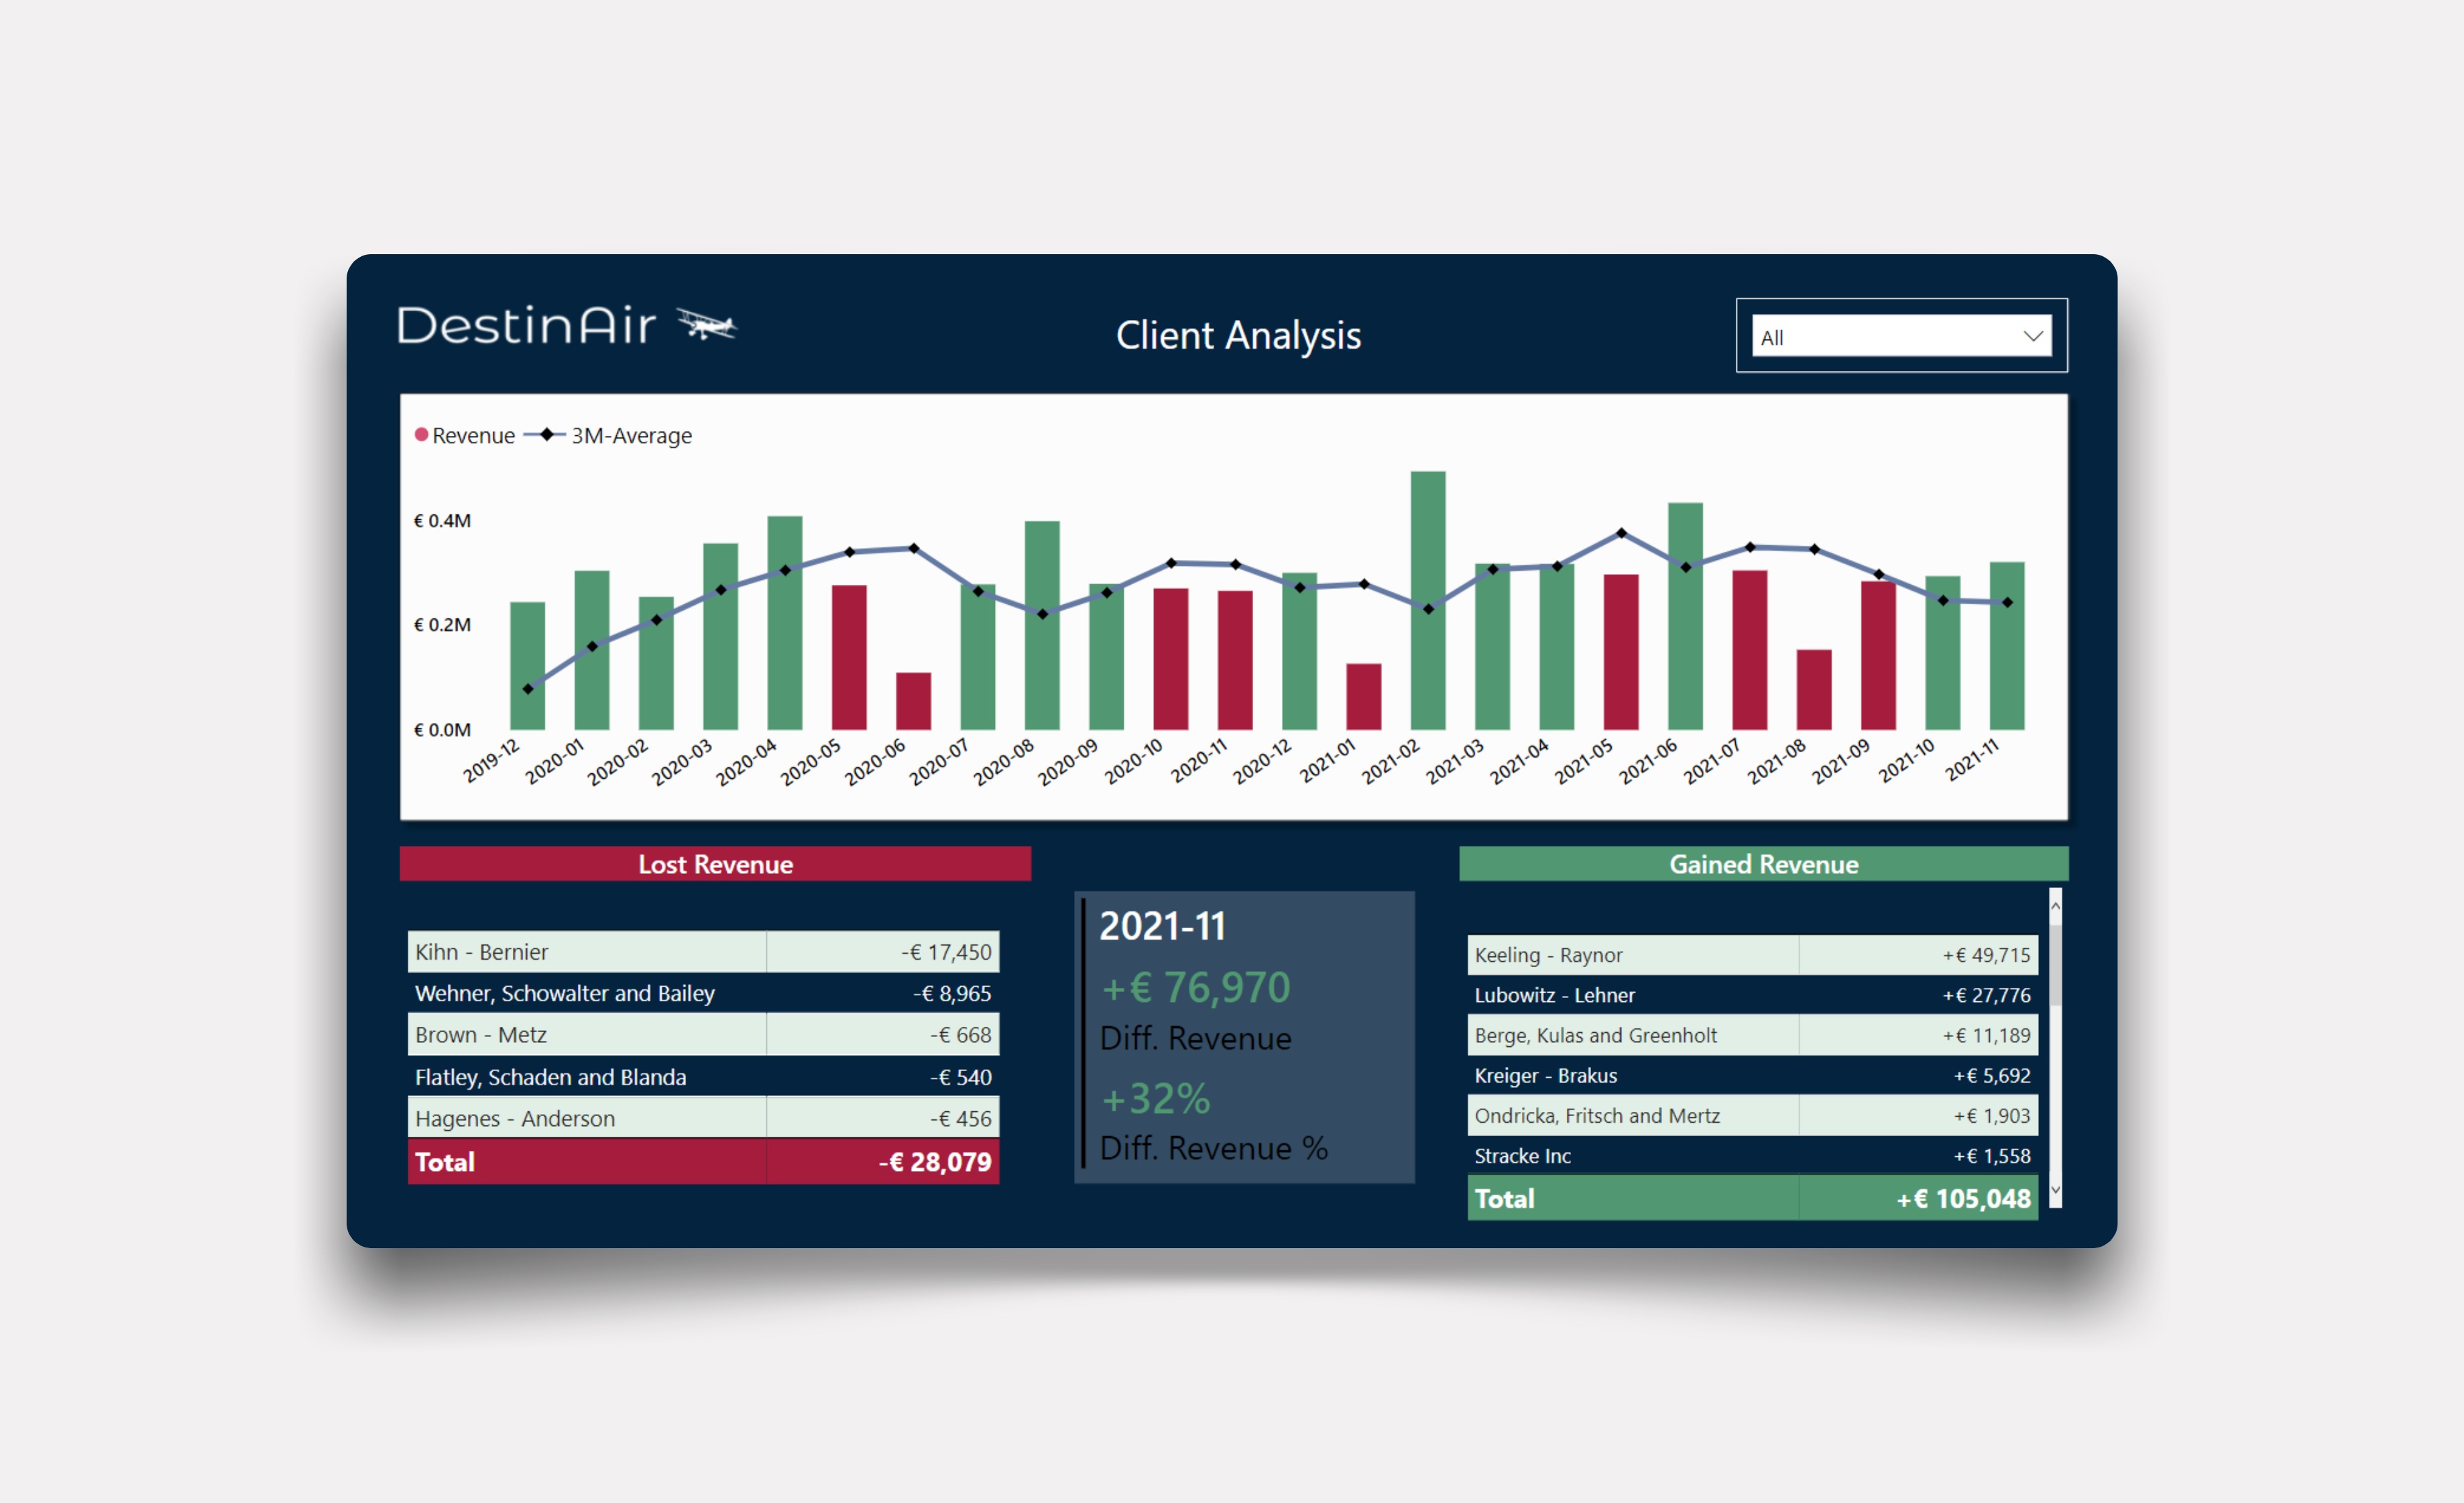 DestinAir
Client Analysis
All
Revenue 3M-Average
€ 0.4M
€ 0.2M
€ 0.0M
2019-12 2020-01 2020-02 2020-03 2020-04 2020-05 2020-06 2020-07 2020-08 2020-09 2020-10 2020-11 2020-12 2021-01 2021-02 2021-03 2021-04 2021-05 2021-06 2021-07 2021-08 2021-09 2021-10 2021-11
Lost Revenue
Kihn - Bernier -€ 17,450
Wehner, Schowalter and Bailey -€ 8,965
Brown - Metz -€ 668
Flatley, Schaden and Blanda -€ 540
Hagenes - Anderson -€ 456
Total -€ 28,079
2021-11
+€ 76,970
Diff. Revenue
+32%
Diff. Revenue %
Gained Revenue
Keeling - Raynor +€ 49,715
Lubowitz - Lehner +€ 27,776
Berge, Kulas and Greenholt +€ 11,189
Kreiger - Brakus +€ 5,692
Ondricka, Fritsch and Mertz +€ 1,903
Stracke Inc +€ 1,558
Total +€ 105,048